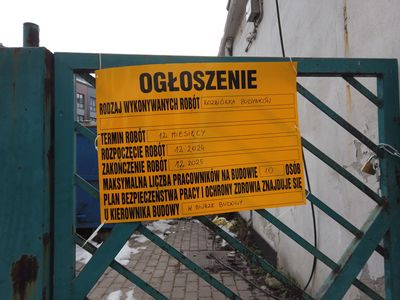 OGŁOSZENIE
RODZAJ WYKONYWANYCH ROBÓT ROZBIÓRKA BUDYNKÓW
TERMIN ROBÓT 12 MIESIĘCY
ROZPOCZĘCIE ROBÓT 12.2024
ZAKOŃCZENIE ROBÓT 12.2025
MAKSYMALNA LICZBA PRACOWNIKÓW NA BUDOWIE 10 OSÓB
PLAN BEZPIECZEŃSTWA PRACY I OCHRONY ZDROWIA ZNAJDUJE SIĘ
U KIEROWNIKA BUDOWY W BIURZE BUDOWY